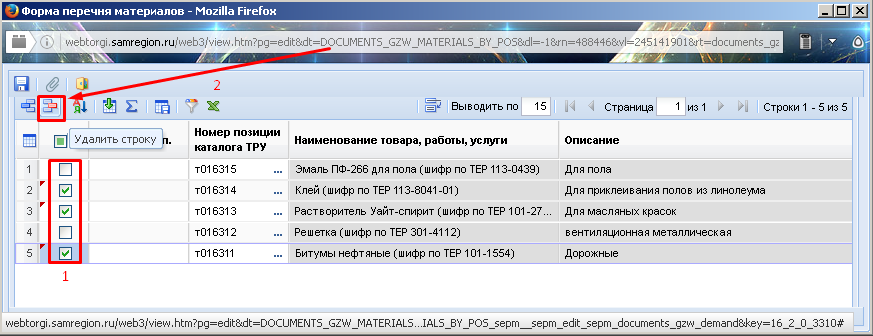 Форма перечня материалов - Mozilla Firefox
webtorgi.samregion.ru/web3/view.htm?pg=edit&dt=DOCUMENTS_GZW_MATERIALS_BY_POS&dl=-1&rn=488446&vl=2451419901&rt=documents_gz
2
Выводить по 15 Страница 1 из 1 Строки 1 - 5 из 5
Удалить строку п. Номер позиции каталога ТРУ Наименование товара, работы, услуги Описание
1 т016315 ... Эмаль ПФ-266 для пола (шифр по ТЕР 113-0439) Для пола
2 т016314 ... Клей (шифр по ТЕР 113-8041-01) Для приклеивания полов из линолеума
3 т016313 ... Растворитель Уайт-спирит (шифр по ТЕР 101-27... Для масляных красок
4 т016312 ... Решетка (шифр по ТЕР 301-4112) вентиляционная металлическая
5 т016311 ... Битумы нефтяные (шифр по ТЕР 101-1554) Дорожные
1
webtorgi.samregion.ru/web3/view.htm?pg=edit&dt=DOCUMENTS_GZW_MATERIALS...IALS_BY_POS_sepm__sepm_edit_sepm_documents_gzw_demand&key=16_2_0_3310#